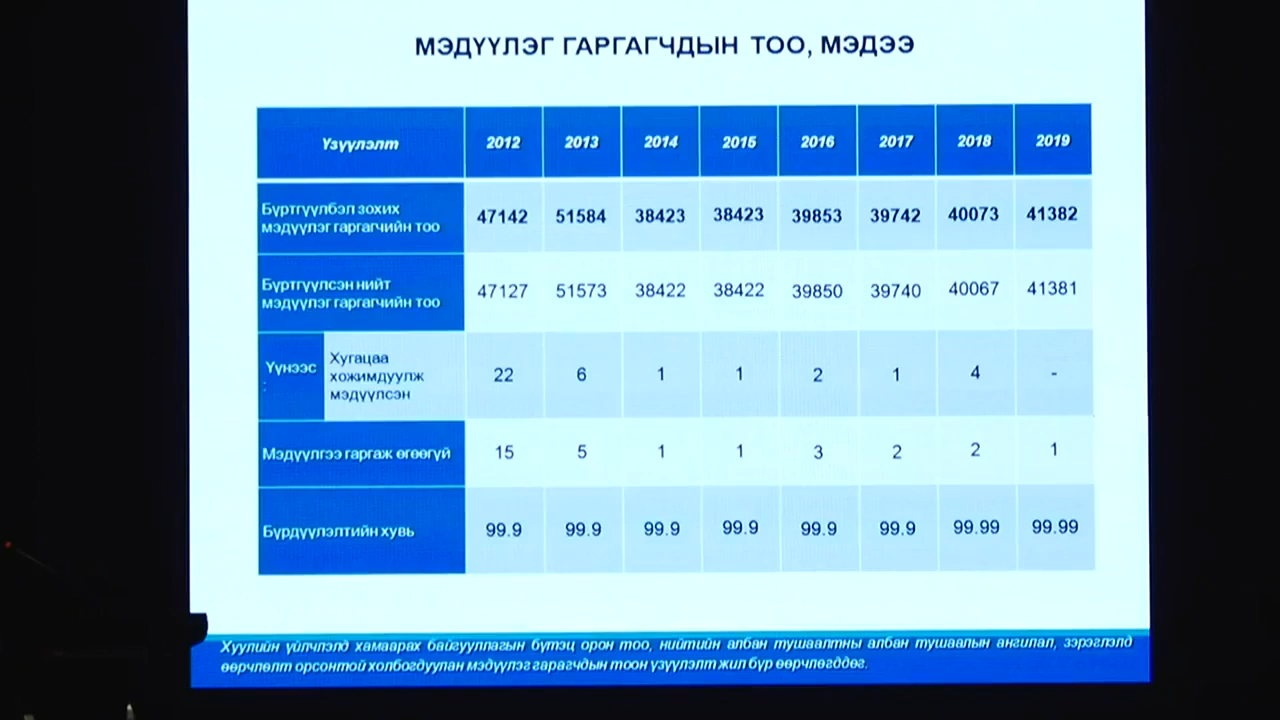 МЭДҮҮЛЭГ ГАРГАГЧДЫН ТОО, МЭДЭЭ
Үзүүлэлт 2012 2013 2014 2015 2016 2017 2018 2019
Бүртгүүлбэл зохих
мэдүүлэг гаргагчийн тоо 47142 51584 38423 38423 39853 39742 40073 41382
Бүртгүүлсэн нийт
мэдүүлэг гаргагчийн тоо 47127 51573 38422 38422 39850 39740 40067 41381
Үүнээс
:
Хугацаа
хожимдуулж
мэдүүлсэн 22 6 1 1 2 1 4 -
Мэдүүлгээ гаргаж өгөөгүй 15 5 1 1 3 2 2 1
Бүрдүүлэлтийн хувь 99.9 99.9 99.9 99.9 99.9 99.9 99.99 99.99
Хуулийн үйлчлэлд хамаарах байгууллагын бүтэц орон тоо, нийтийн албан тушаалтны албан тушаалын ангилал, зэрэглэлд
өөрчлөлт орсонтой холбогдуулан мэдүүлэг гарагчдын тоон үзүүлэлт жил бүр өөрчлөгддөг.